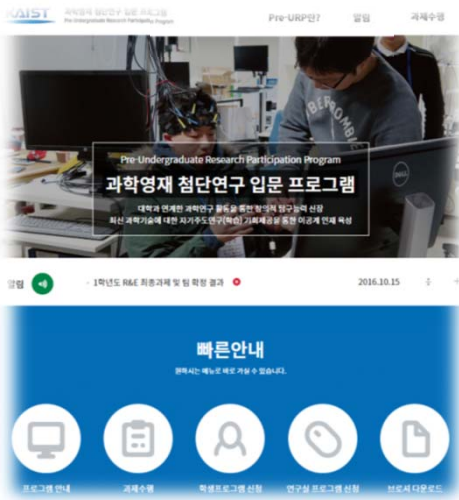 KAIST 과학영재 첨단연구 입문 프로그램
Pre-Undergraduate Research Participation Program
Pre-URP란? 알림 과제수행
BERROMBIE
DELL
Pre-Undergraduate Research Participation Program
과학영재 첨단연구 입문 프로그램
대학과 연계한 과학연구 활동을 통한 창의적 탐구능력 신장
최신 과학기술에 대한 자기주도연구(학습) 기회제공을 통한 이공계 인재 육성
알림 - 1학년도 R&E 최종과제 및 팀 확정 결과 2016.10.15
빠른안내
원하시는 메뉴로 바로 가실 수 있습니다.
프로그램 안내 과제수행 학생프로그램 신청 연구실 프로그램 신청 브로셔 다운로드